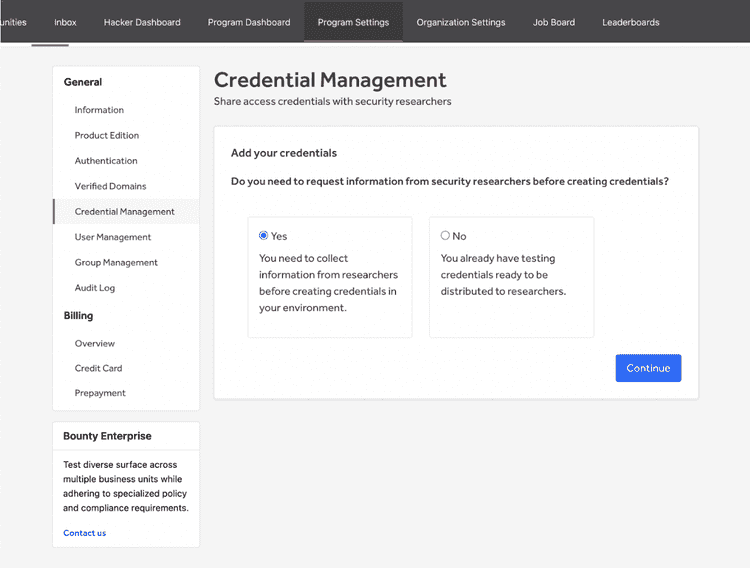 unities Inbox Hacker Dashboard Program Dashboard Program Settings Organization Settings Job Board Leaderboards
General
Information
Product Edition
Authentication
Verified Domains
Credential Management
User Management
Group Management
Audit Log
Billing
Overview
Credit Card
Prepayment
Bounty Enterprise
Test diverse surface across
multiple business units while
adhering to specialized policy
and compliance requirements.
Contact us
Credential Management
Share access credentials with security researchers
Add your credentials
Do you need to request information from security researchers before creating credentials?
Yes
You need to collect
information from researchers
before creating credentials in
your environment.
No
You already have testing
credentials ready to be
distributed to researchers.
Continue